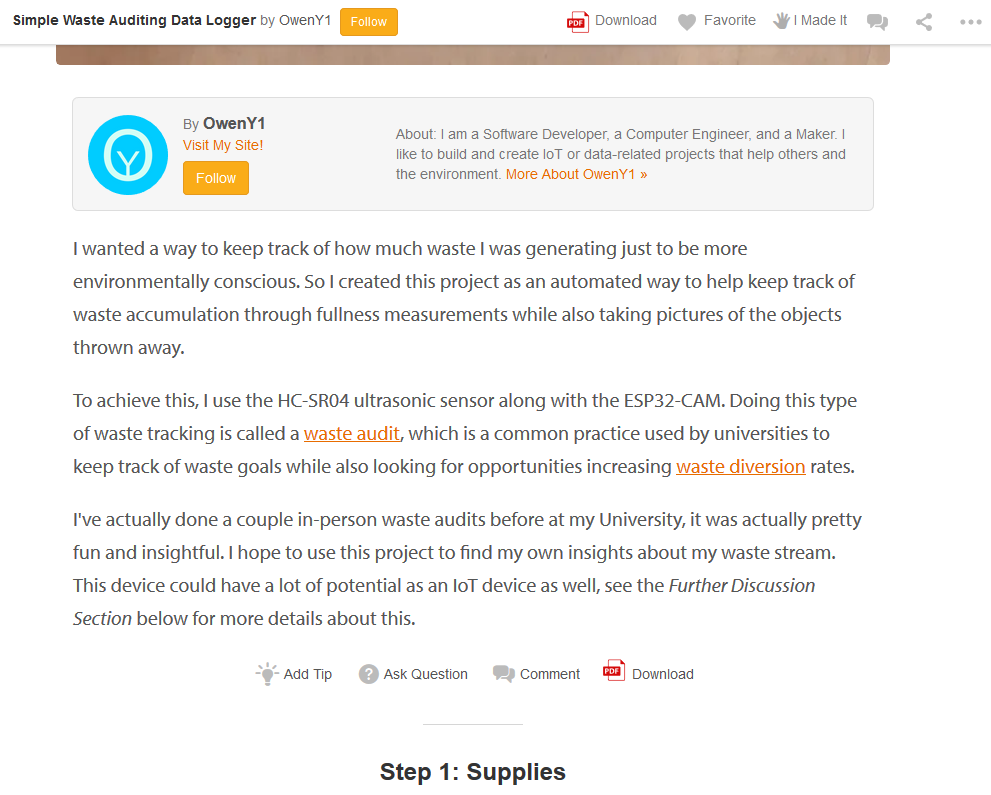 Simple Waste Auditing Data Logger by OwenY1 Follow PDF Download Favorite I Made It
By OwenY1
Visit My Site!
Follow
About: I am a Software Developer, a Computer Engineer, and a Maker. I
like to build and create IoT or data-related projects that help others and
the environment. More About OwenY1 »
I wanted a way to keep track of how much waste I was generating just to be more
environmentally conscious. So I created this project as an automated way to help keep track of
waste accumulation through fullness measurements while also taking pictures of the objects
thrown away.
To achieve this, I use the HC-SR04 ultrasonic sensor along with the ESP32-CAM. Doing this type
of waste tracking is called a waste audit, which is a common practice used by universities to
keep track of waste goals while also looking for opportunities increasing waste diversion rates.
I've actually done a couple in-person waste audits before at my University, it was actually pretty
fun and insightful. I hope to use this project to find my own insights about my waste stream.
This device could have a lot of potential as an IoT device as well, see the Further Discussion
Section below for more details about this.
Add Tip ? Ask Question Comment PDF Download
Step 1: Supplies